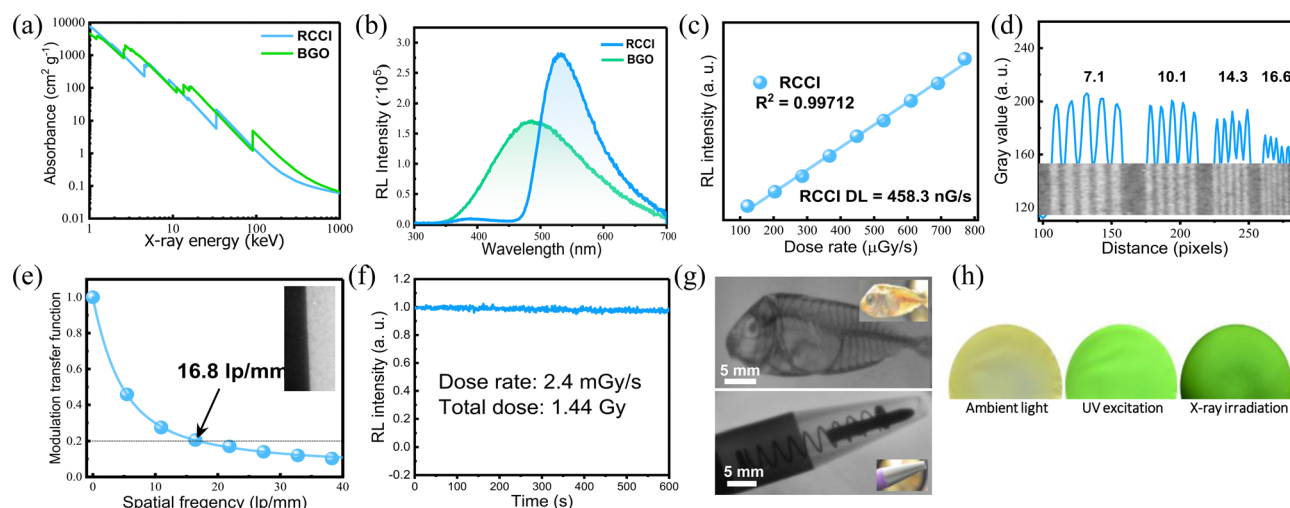 (a)
10000
1000
100
10
1
0.1
0.01
Absorbance (cm² g⁻¹)
RCCI
BGO
1 10 100 1000
X-ray energy (keV)
(b)
3.0
2.5
2.0
1.5
1.0
0.5
0.0
RL Intensity (´10⁵)
RCCI
BGO
300 400 500 600 700
Wavelength (nm)
(c)
RL intensity (a. u.)
RCCI
R² = 0.99712
RCCI DL = 458.3 nG/s
100 200 300 400 500 600 700 800
Dose rate (μGy/s)
(d)
240
200
160
120
Gray value (a. u.)
7.1 10.1 14.3 16.6
100 150 200 250
Distance (pixels)
(e)
1.0
0.8
0.6
0.4
0.2
0.0
Modulation transfer function
16.8 lp/mm
0 10 20 30 40
Spatial freqency (lp/mm)
(f)
1.2
1.0
0.8
0.6
0.4
0.2
0.0
-0.2
RL intensity (a. u.)
Dose rate: 2.4 mGy/s
Total dose: 1.44 Gy
0 100 200 300 400 500 600
Time (s)
(g)
5 mm
5 mm
(h)
Ambient light
UV excitation
X-ray irradiation